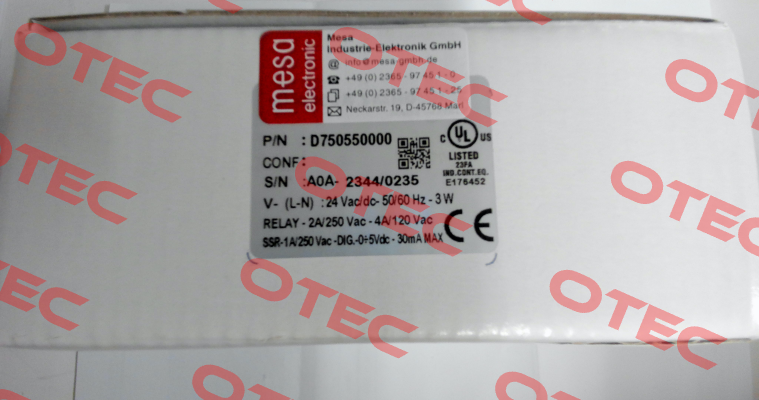 mesa
electronic
Mesa
Industrie-Elektronik GmbH
info@mesa-gmbh.de
+49 (0) 2365 - 97 45 1 - 0
+49 (0) 2365 - 97 45 1 - 25
Neckarstr. 19, D-45768 Marl
P/N : D750550000
CONF :
S/N : A0A- 2344/0235
V~ (L-N) : 24 Vac/dc- 50/60 Hz - 3 W
RELAY - 2A/250 Vac - 4A/120 Vac
SSR-1A/250 Vac -DIG.-0÷5Vdc - 30mA MAX
C UL US
LISTED
23FA
IND.CONT.EQ.
E176452
CE
OTEC
OTEC
OTEC
OTEC
OTEC
OTEC
OTEC
OTEC
OTEC